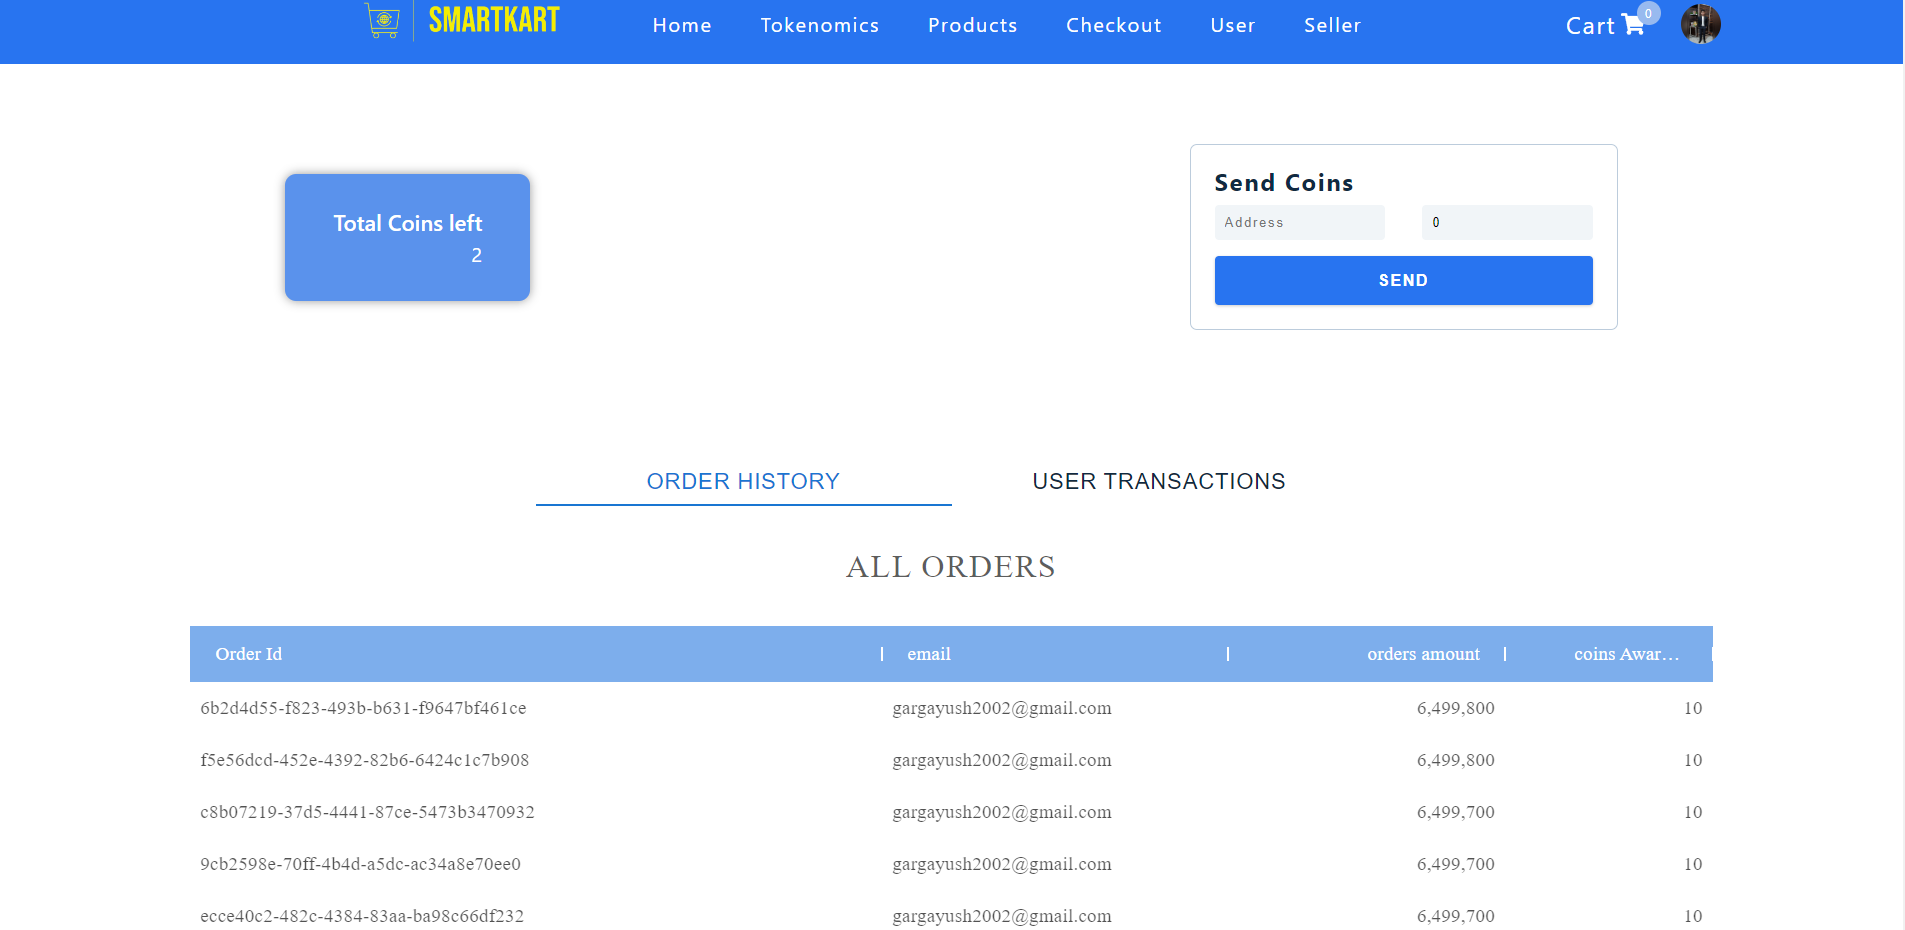 SMARTKART
Home Tokenomics Products Checkout User Seller Cart 0
Total Coins left
2
Send Coins
Address 0
SEND
ORDER HISTORY USER TRANSACTIONS
ALL ORDERS
Order Id email orders amount coins Awar…
6b2d4d55-f823-493b-b631-f9647bf461ce gargayush2002@gmail.com 6,499,800 10
f5e56dcd-452e-4392-82b6-6424c1c7b908 gargayush2002@gmail.com 6,499,800 10
c8b07219-37d5-4441-87ce-5473b3470932 gargayush2002@gmail.com 6,499,700 10
9cb2598e-70ff-4b4d-a5dc-ac34a8e70ee0 gargayush2002@gmail.com 6,499,700 10
ecce40c2-482c-4384-83aa-ba98c66df232 gargayush2002@gmail.com 6,499,700 10